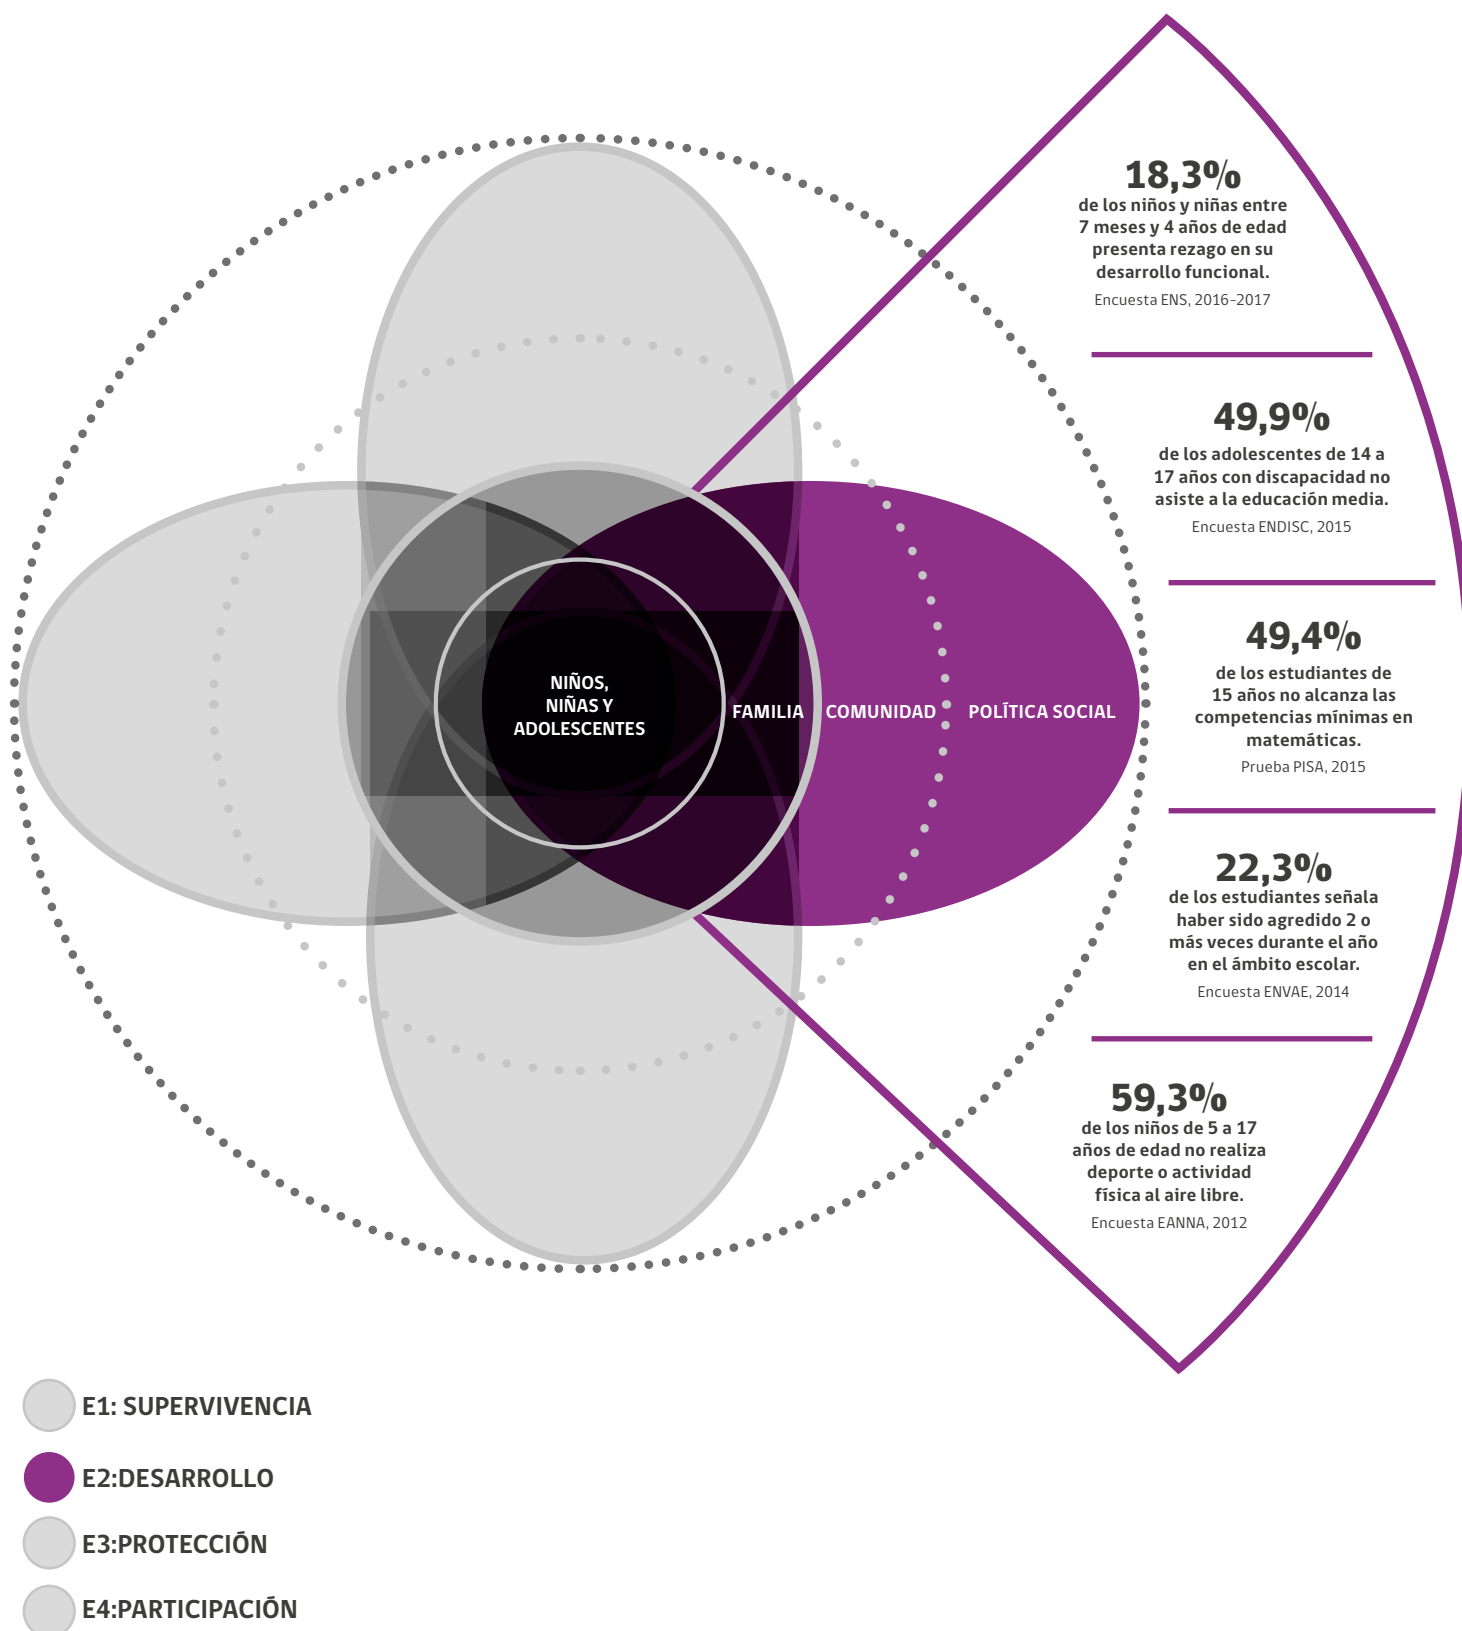 18,3%
de los niños y niñas entre
7 meses y 4 años de edad
presenta rezago en su
desarrollo funcional.
Encuesta ENS, 2016-2017
49,9%
de los adolescentes de 14 a
17 años con discapacidad no
asiste a la educación media.
Encuesta ENDISC, 2015
49,4%
de los estudiantes de
15 años no alcanza las
competencias mínimas en
matemáticas.
Prueba PISA, 2015
22,3%
de los estudiantes señala
haber sido agredido 2 o
más veces durante el año
en el ámbito escolar.
Encuesta ENVAE, 2014
59,3%
de los niños de 5 a 17
años de edad no realiza
deporte o actividad
física al aire libre.
Encuesta EANNA, 2012
NIÑOS,
NIÑAS Y
ADOLESCENTES
FAMILIA
COMUNIDAD
POLÍTICA SOCIAL
E1: SUPERVIVENCIA
E2:DESARROLLO
E3:PROTECCIÓN
E4:PARTICIPACIÓN